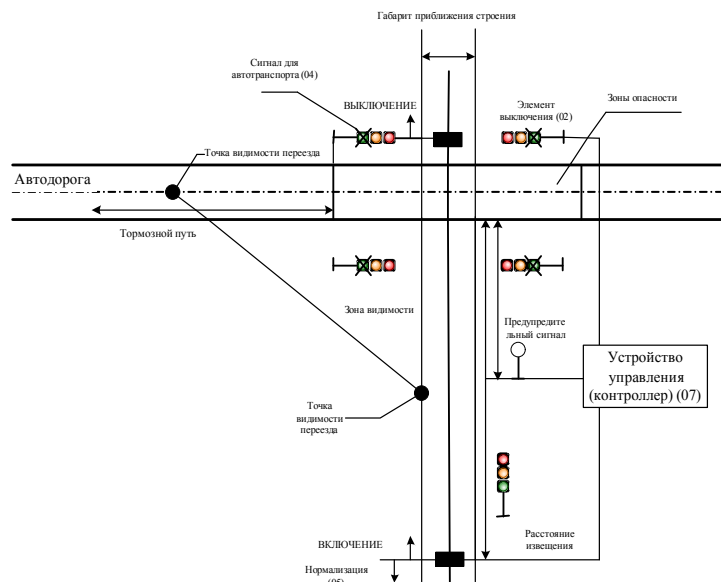 Габарит приближения строения
Сигнал для
автотранспорта (04)
Зоны опасности
ВЫКЛЮЧЕНИЕ
Элемент
выключения (02)
Точка видимости переезда
Автодорога
Тормозной путь
Зона видимости
Предупредите
льный сигнал
Устройство
управления
(контроллер) (07)
Точка
видимости
переезда
Расстояние
извещения
ВКЛЮЧЕНИЕ
Нормализация
(05)